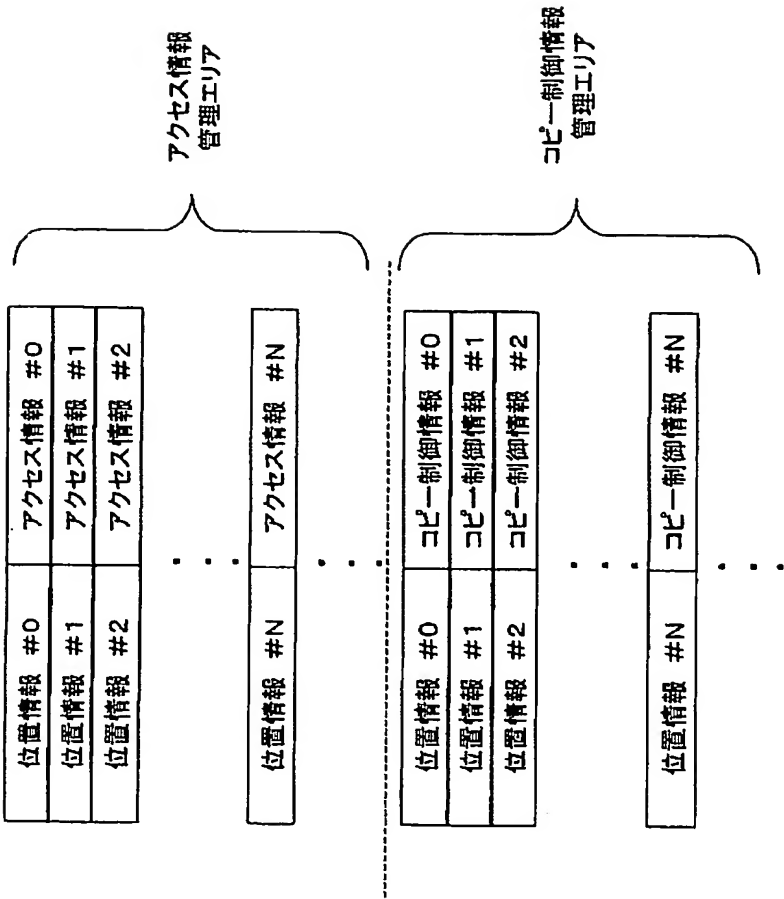 位置情報 #0 アクセス情報 #0
位置情報 #1 アクセス情報 #1
位置情報 #2 アクセス情報 #2
位置情報 #N アクセス情報 #N
アクセス情報
管理エリア
位置情報 #0 コピー制御情報 #0
位置情報 #1 コピー制御情報 #1
位置情報 #2 コピー制御情報 #2
位置情報 #N コピー制御情報 #N
コピー制御情報
管理エリア